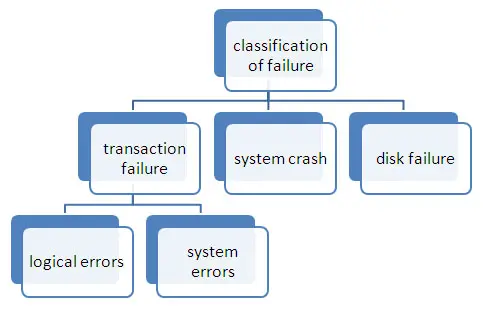 classification
of failure
transaction
failure
system crash
disk failure
logical errors
system
errors